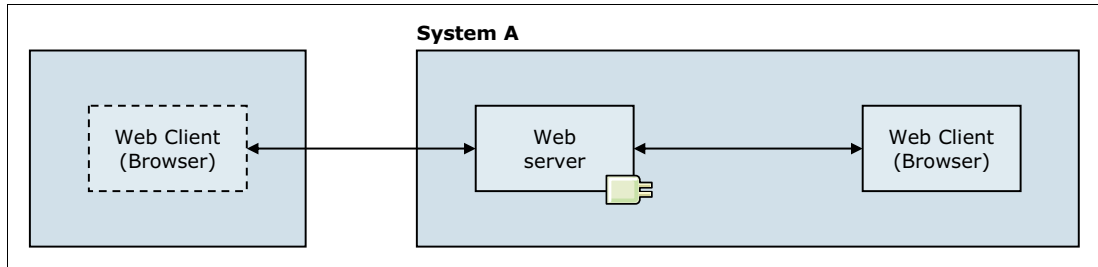 System A
Web Client
(Browser)
Web
server
Web Client
(Browser)